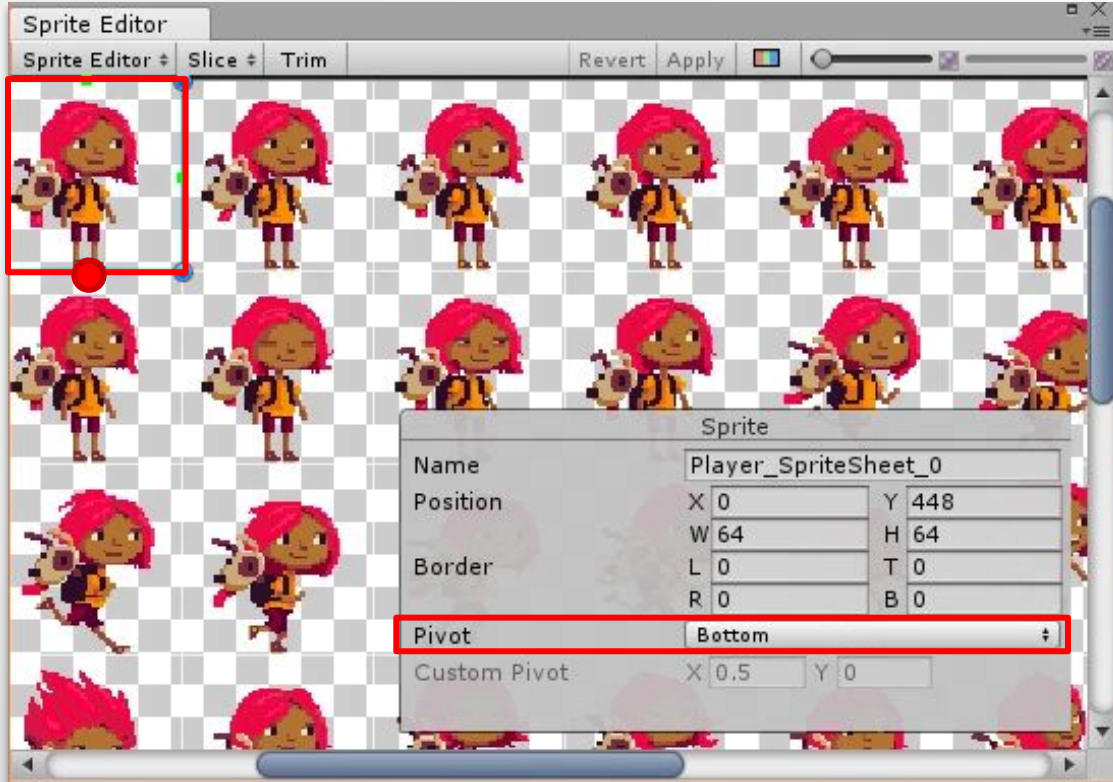 Sprite Editor
Sprite Editor Slice Trim Revert Apply
Sprite
Name Player_SpriteSheet_0
Position X 0 Y 448
W 64 H 64
Border L 0 T 0
R 0 B 0
Pivot Bottom
Custom Pivot X 0.5 Y 0